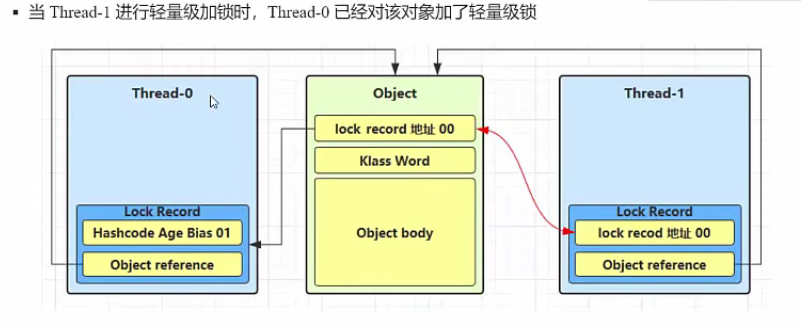 ▪ 当 Thread-1 进行轻量级加锁时，Thread-0 已经对该对象加了轻量级锁
Thread-0
Object
Thread-1
lock record 地址 00
Klass Word
Object body
Lock Record
Hashcode Age Bias 01
Object reference
Lock Record
lock recod 地址 00
Object reference